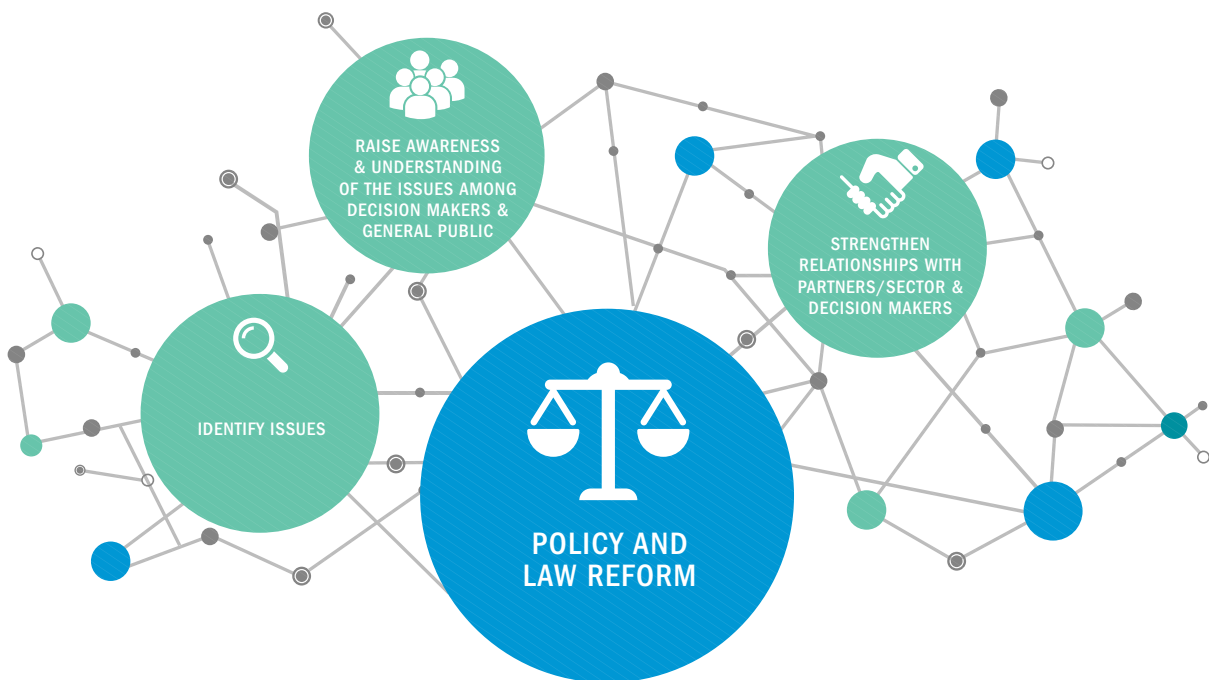 RAISE AWARENESS
& UNDERSTANDING
OF THE ISSUES AMONG
DECISION MAKERS &
GENERAL PUBLIC
STRENGTHEN
RELATIONSHIPS WITH
PARTNERS/SECTOR &
DECISION MAKERS
IDENTIFY ISSUES
POLICY AND
LAW REFORM